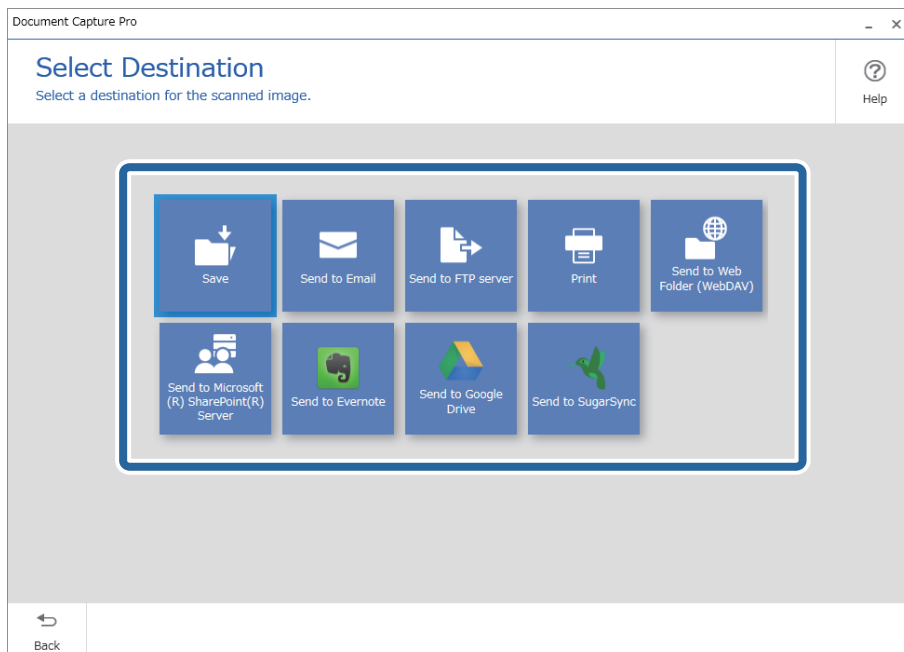 Document Capture Pro
Select Destination
Select a destination for the scanned image.
Help
Save
Send to Email
Send to FTP server
Print
Send to Web
Folder (WebDAV)
Send to Microsoft
(R) SharePoint(R)
Server
Send to Evernote
Send to Google
Drive
Send to SugarSync
Back